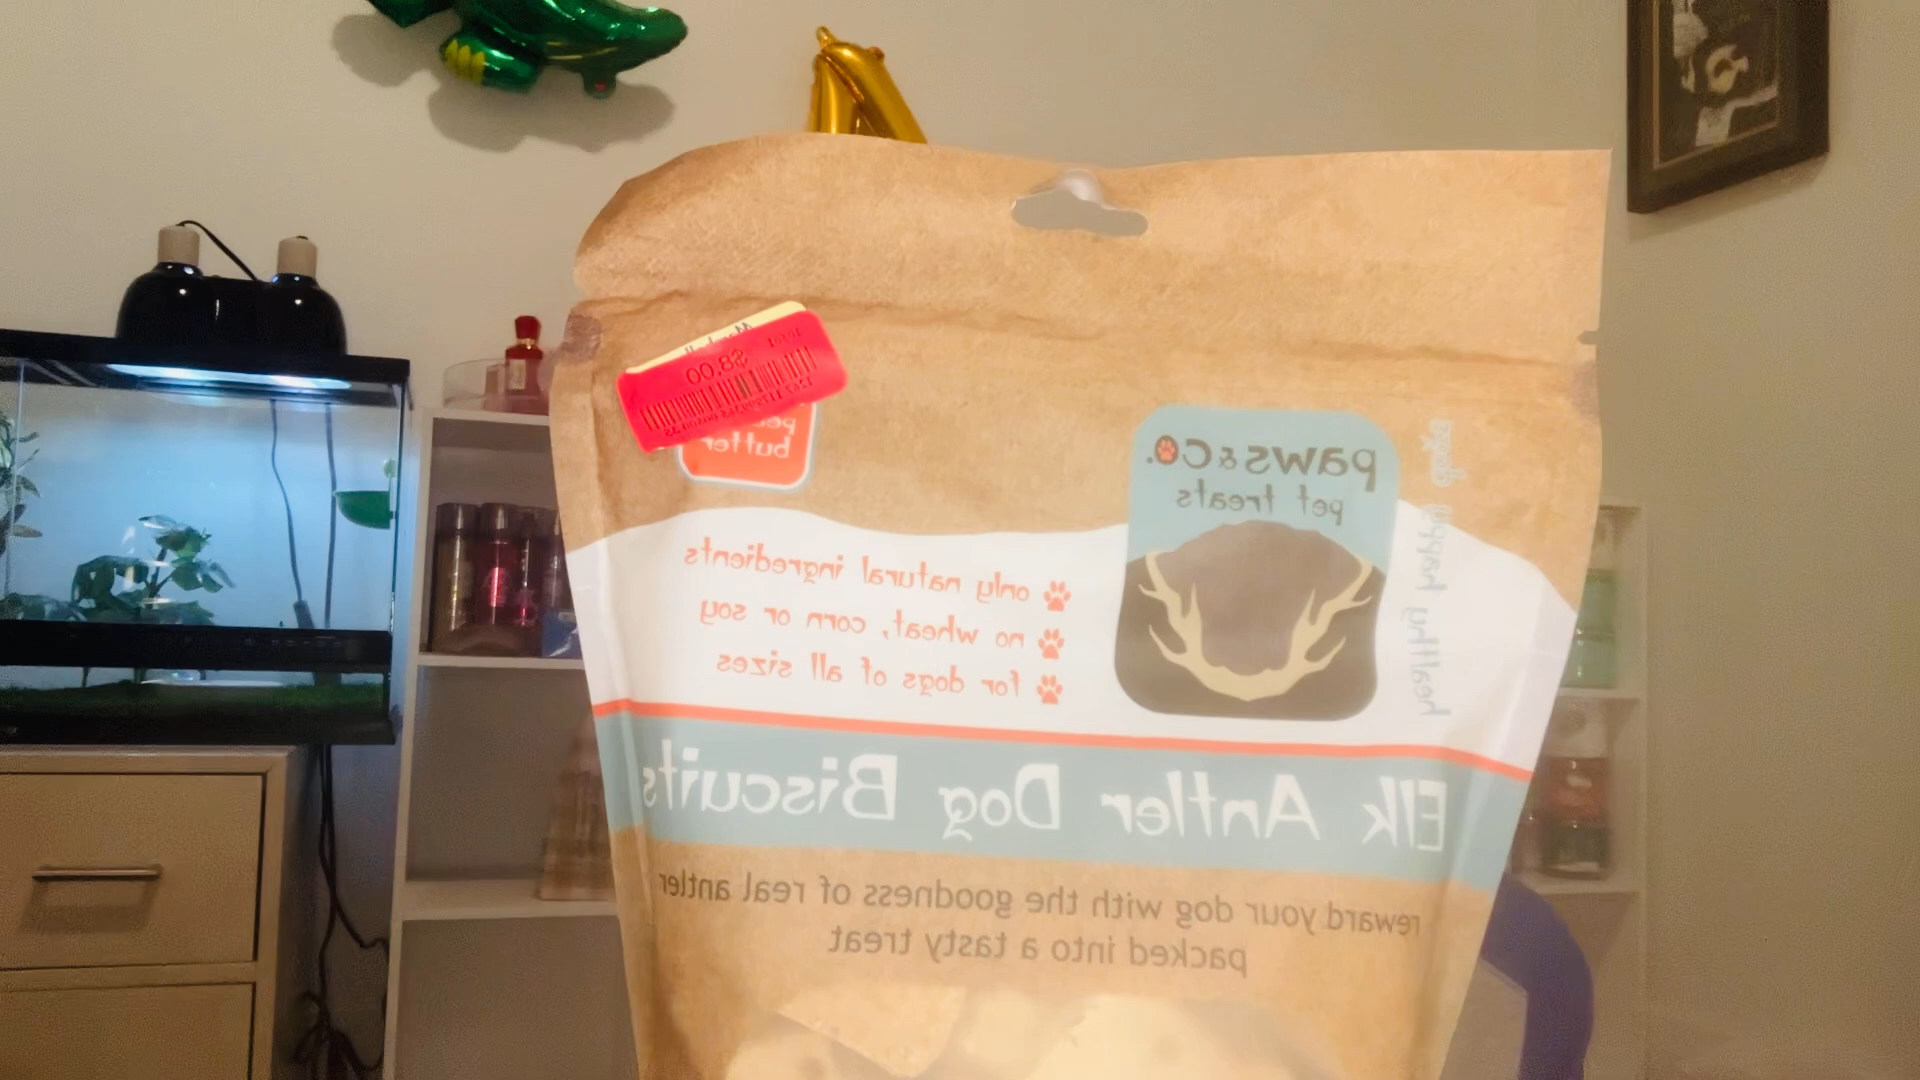 $8.00
butter
paws & co.
pet treats
healthy happy dogs
only natural ingredients
no wheat, corn or soy
for dogs of all sizes
Elk Antler Dog Biscuits
reward your dog with the goodness of real antler
packed into a tasty treat